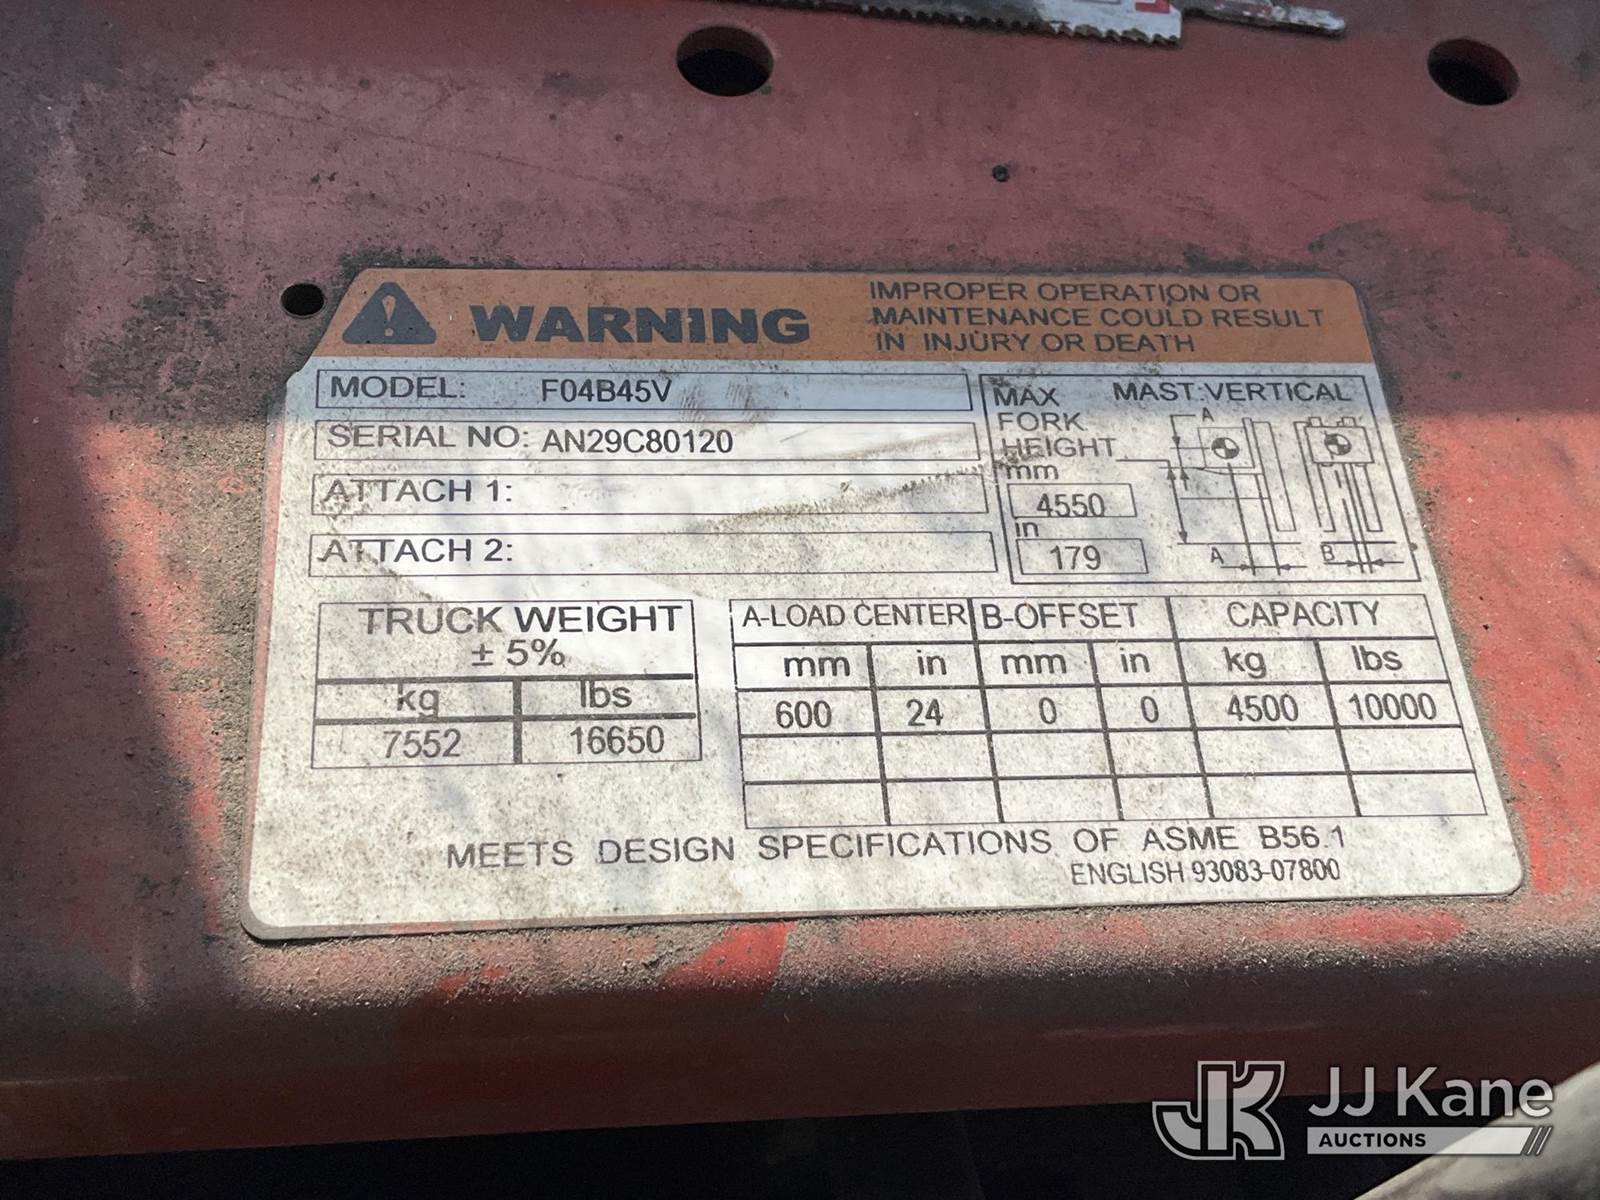 WARNING
IMPROPER OPERATION OR
MAINTENANCE COULD RESULT
IN INJURY OR DEATH
MODEL: F04B45V
SERIAL NO: AN29C80120
ATTACH 1:
ATTACH 2:
MAX MAST:VERTICAL
FORK
HEIGHT
mm
4550
in
179
A
A
B
TRUCK WEIGHT
± 5%
kg lbs
7552 16650
A-LOAD CENTER B-OFFSET CAPACITY
mm in mm in kg lbs
600 24 0 0 4500 10000
MEETS DESIGN SPECIFICATIONS OF ASME B56.1
ENGLISH 93083-07800
JK JJ Kane
AUCTIONS